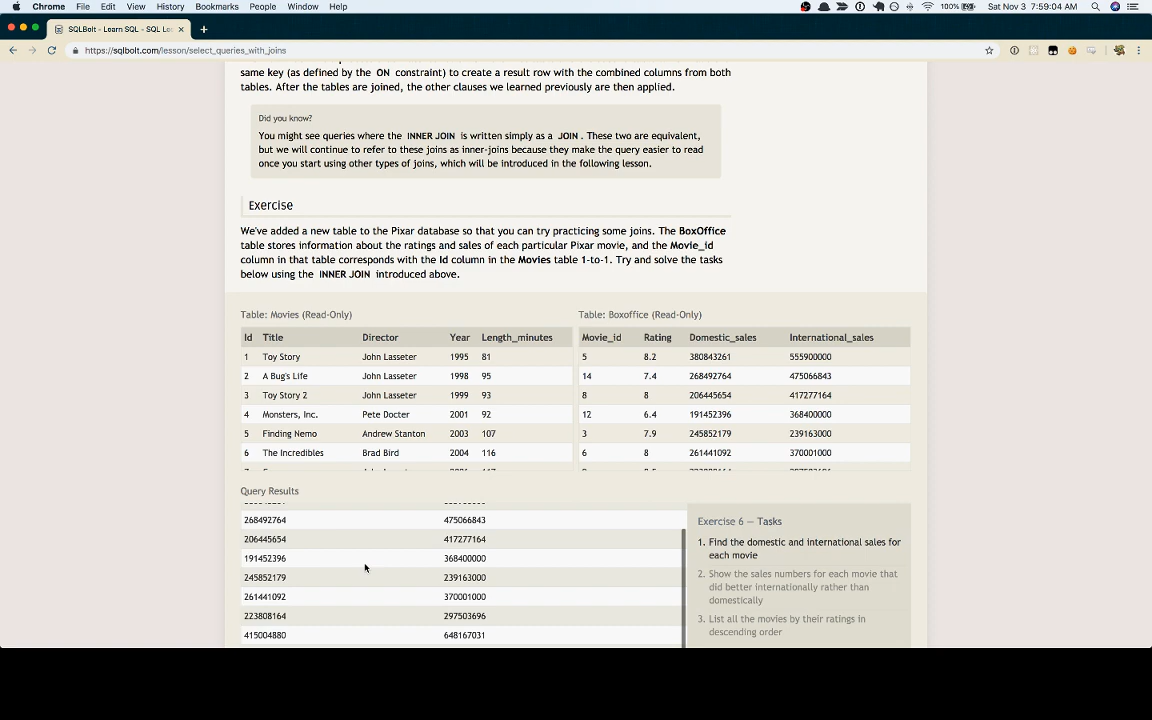 Chrome File Edit View History Bookmarks People Window Help 100% Sat Nov 3 7:59:04 AM
SQLBolt - Learn SQL - SQL Le
https://sqlbolt.com/lesson/select_queries_with_joins
same key (as defined by the ON constraint) to create a result row with the combined columns from both
tables. After the tables are joined, the other clauses we learned previously are then applied.
Did you know?
You might see queries where the INNER JOIN is written simply as a JOIN. These two are equivalent,
but we will continue to refer to these joins as inner-joins because they make the query easier to read
once you start using other types of joins, which will be introduced in the following lesson.
Exercise
We've added a new table to the Pixar database so that you can try practicing some joins. The BoxOffice
table stores information about the ratings and sales of each particular Pixar movie, and the Movie_id
column in that table corresponds with the Id column in the Movies table 1-to-1. Try and solve the tasks
below using the INNER JOIN introduced above.
Table: Movies (Read-Only) Table: Boxoffice (Read-Only)
Id Title Director Year Length_minutes Movie_id Rating Domestic_sales International_sales
1 Toy Story John Lasseter 1995 81 5 8.2 380843261 555900000
2 A Bug's Life John Lasseter 1998 95 14 7.4 268492764 475066843
3 Toy Story 2 John Lasseter 1999 93 8 8 206445654 417277164
4 Monsters, Inc. Pete Docter 2001 92 12 6.4 191452396 368400000
5 Finding Nemo Andrew Stanton 2003 107 3 7.9 245852179 239163000
6 The Incredibles Brad Bird 2004 116 6 8 261441092 370001000
Query Results
268492764 475066843
206445654 417277164
191452396 368400000
245852179 239163000
261441092 370001000
223808164 297503696
415004880 648167031
Exercise 6 — Tasks
1. Find the domestic and international sales for
each movie
2. Show the sales numbers for each movie that
did better internationally rather than
domestically
3. List all the movies by their ratings in
descending order